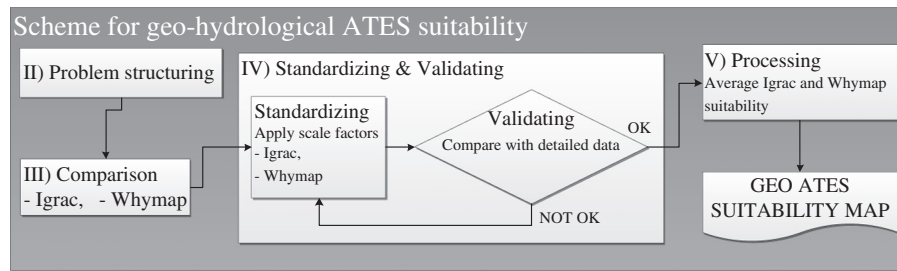 Scheme for geo-hydrological ATES suitability
II) Problem structuring
III) Comparison
- Igrac, - Whymap
IV) Standardizing & Validating
Standardizing
Apply scale factors
- Igrac,
- Whymap
Validating
Compare with detailed data
OK
NOT OK
V) Processing
Average Igrac and Whymap
suitability
GEO ATES
SUITABILITY MAP